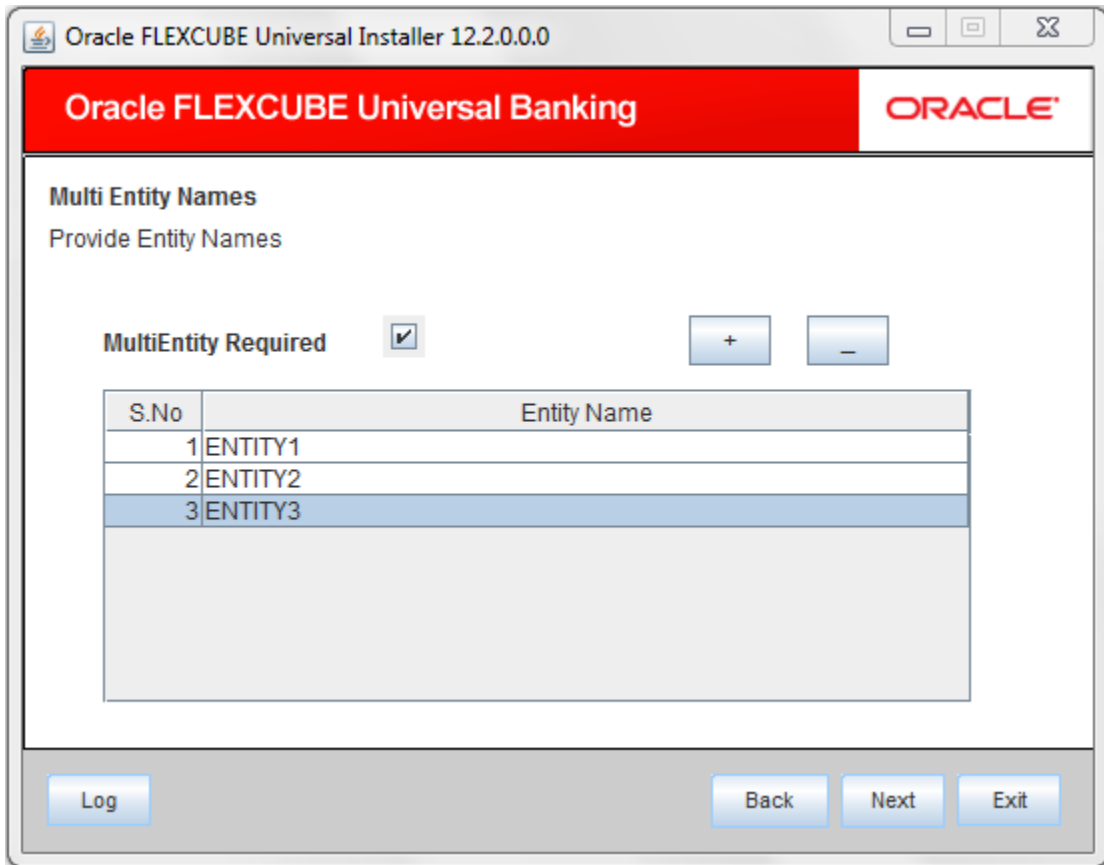 Oracle FLEXCUBE Universal Installer 12.2.0.0.0
Oracle FLEXCUBE Universal Banking
ORACLE
Multi Entity Names
Provide Entity Names
MultiEntity Required + _
S.No Entity Name
1 ENTITY1
2 ENTITY2
3 ENTITY3
Log Back Next Exit